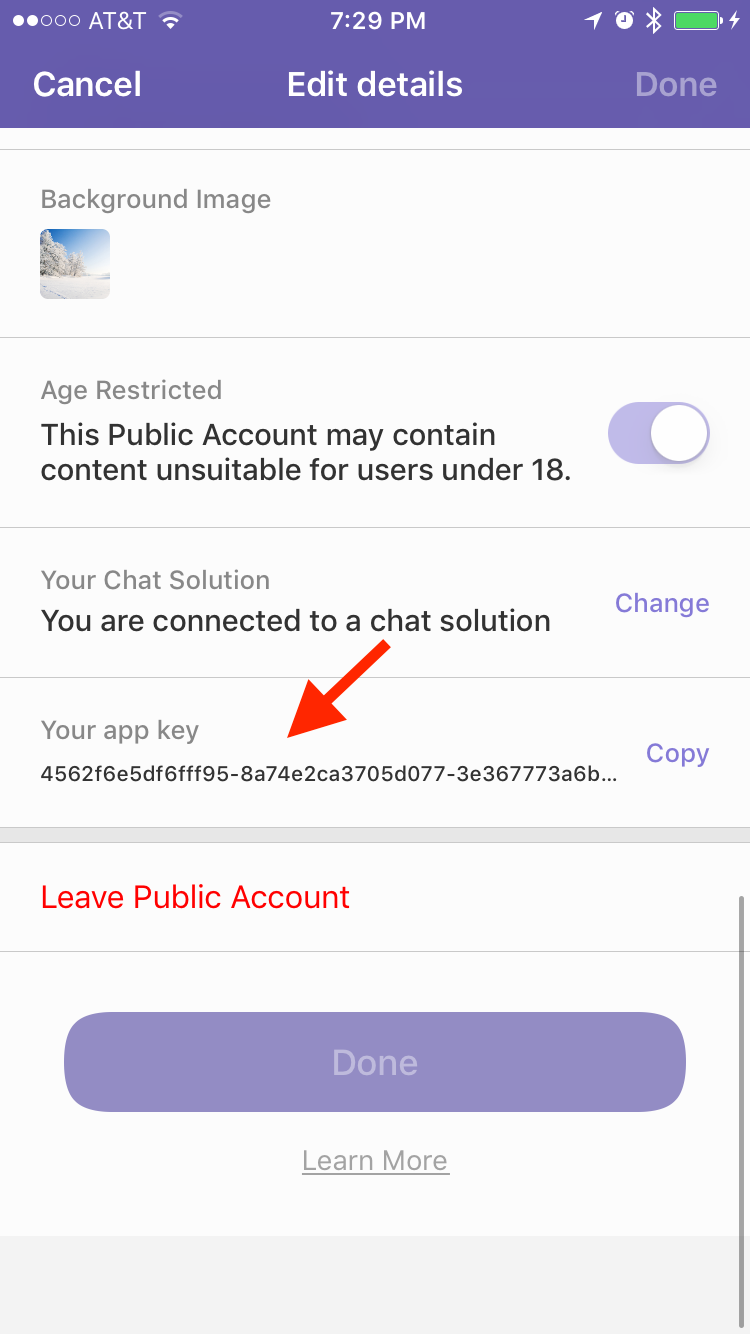 AT&T 7:29 PM
Cancel Edit details Done
Background Image
Age Restricted
This Public Account may contain
content unsuitable for users under 18.
Your Chat Solution
You are connected to a chat solution
Change
Your app key
4562f6e5df6fff95-8a74e2ca3705d077-3e367773a6b...
Copy
Leave Public Account
Done
Learn More